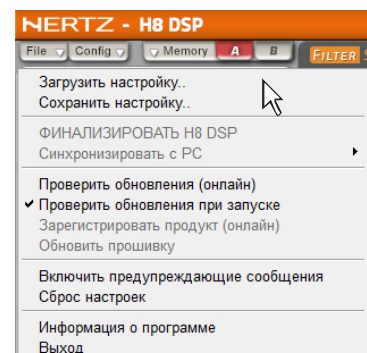 HERTZ - H8 DSP
File Config Memory A B FILTER
Загрузить настройку..
Сохранить настройку..
ФИНАЛИЗИРОВАТЬ H8 DSP
Синхронизировать с PC
Проверить обновления (онлайн)
Проверить обновления при запуске
Зарегистрировать продукт (онлайн)
Обновить прошивку
Включить предупреждающие сообщения
Сброс настроек
Информация о программе
Выход